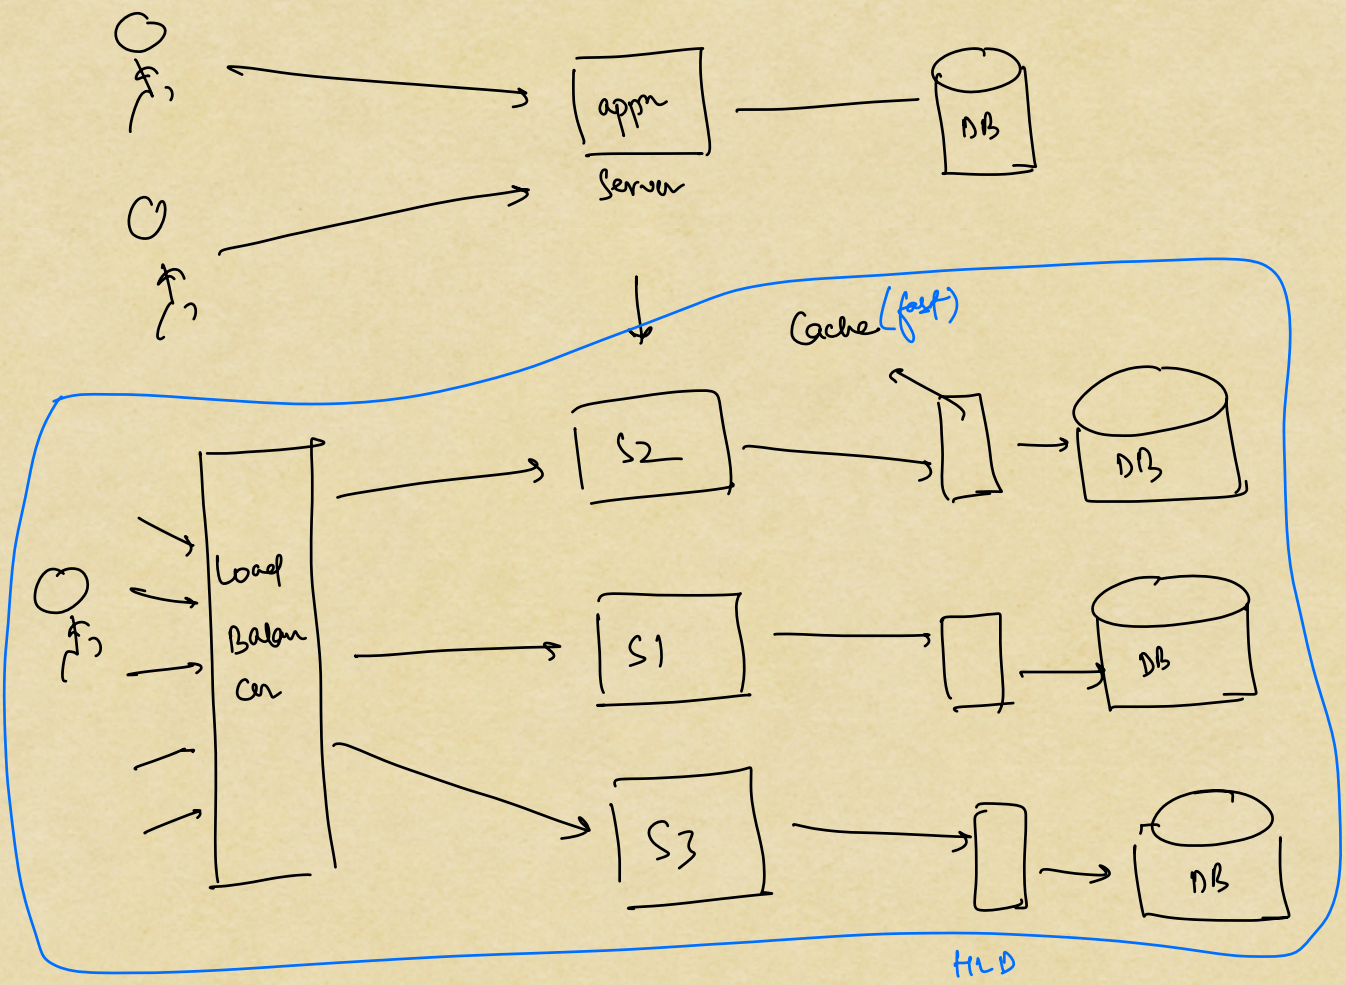 appn
Server
DB
Cache (fast)
S2
DB
Load
Balan
cer
S1
DB
S3
DB
HLD